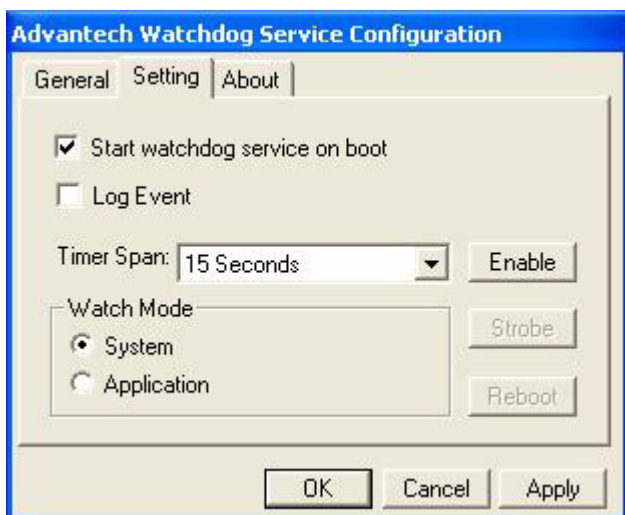 Advantech Watchdog Service Configuration
General Setting About
Start watchdog service on boot
Log Event
Timer Span: 15 Seconds Enable
Watch Mode
System
Application
Strobe
Reboot
OK Cancel Apply